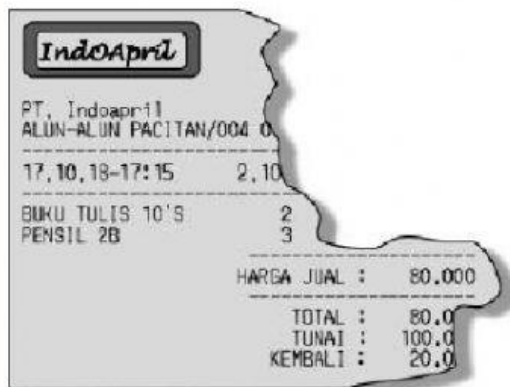 IndOApril
PT. Indoapril
ALUN-ALUN PACITAN/004 0
17.10.18-17:15 2.10
BUKU TULIS 10'S 2
PENSIL 2B 3
HARGA JUAL : 80.000
TOTAL : 80.0
TUNAI : 100.0
KEMBALI : 20.0